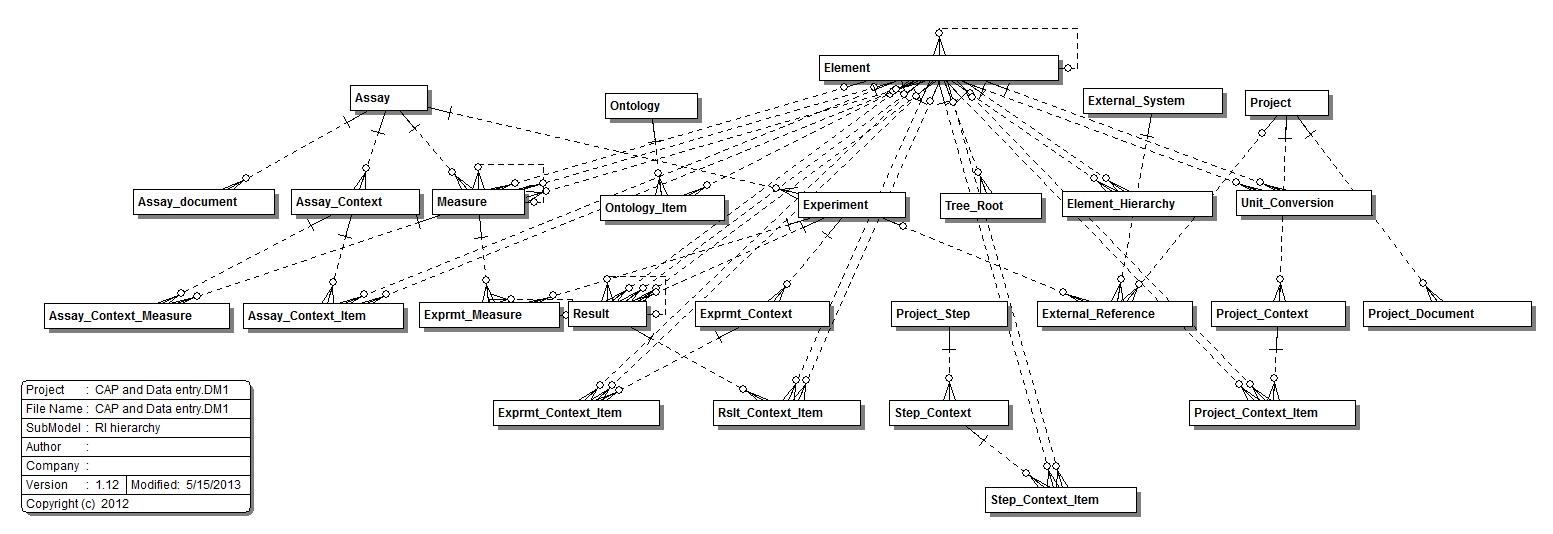 Element
Assay
Ontology
External_System
Project
Assay_document
Assay_Context
Measure
Ontology_Item
Experiment
Tree_Root
Element_Hierarchy
Unit_Conversion
Assay_Context_Measure
Assay_Context_Item
Exprmt_Measure
Result
Exprmt_Context
Project_Step
External_Reference
Project_Context
Project_Document
Exprmt_Context_Item
Rslt_Context_Item
Step_Context
Project_Context_Item
Step_Context_Item
Project : CAP and Data entry.DM1
File Name : CAP and Data entry.DM1
SubModel : RI hierarchy
Author :
Company :
Version : 1.12 Modified: 5/15/2013
Copyright (c) 2012